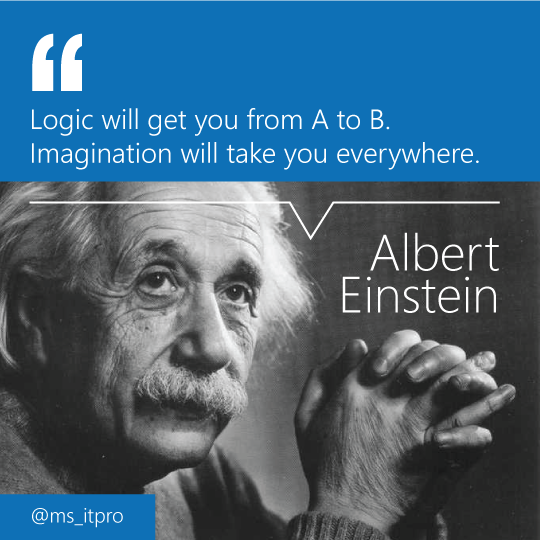 “
Logic will get you from A to B.
Imagination will take you everywhere.
Albert
Einstein
@ms_itpro